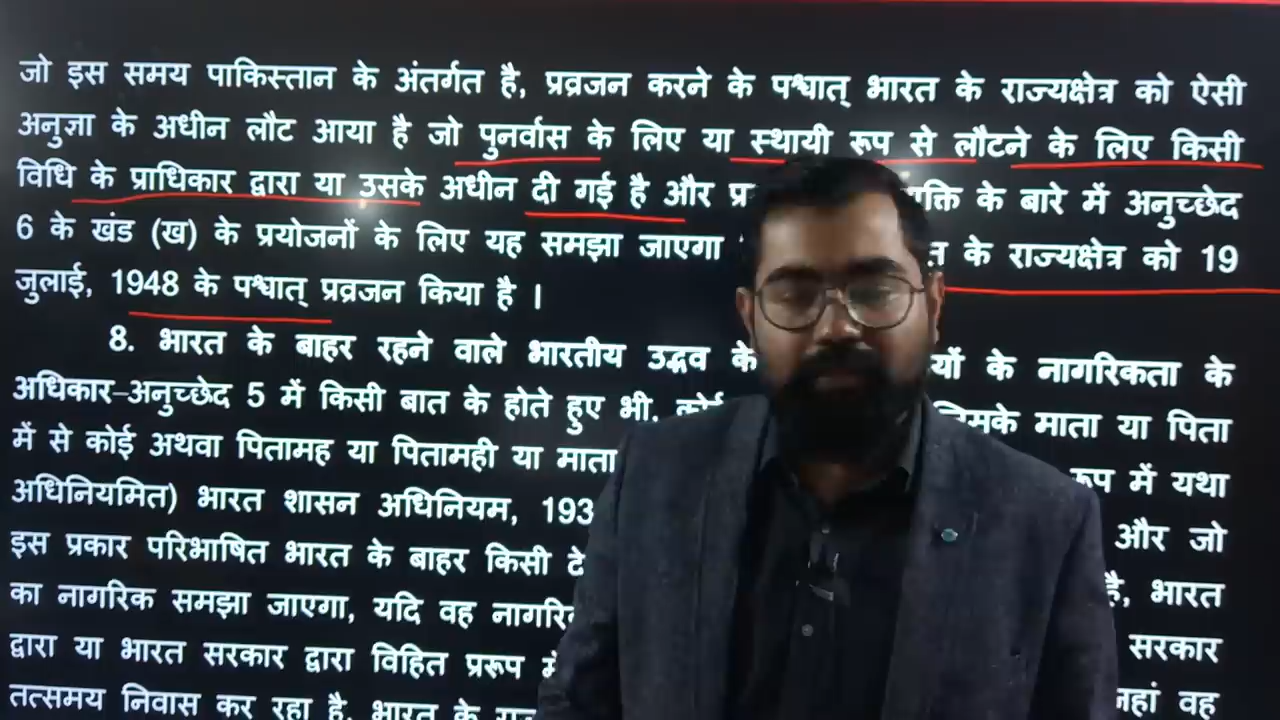 जो इस समय पाकिस्तान के अंतर्गत है, प्रव्रजन करने के पश्चात् भारत के राज्यक्षेत्र को ऐसी
अनुज्ञा के अधीन लौट आया है जो पुनर्वास के लिए या स्थायी रूप से लौटने के लिए किसी
विधि के प्राधिकार द्वारा या उसके अधीन दी गई है और के बारे में अनुच्छेद
6 के खंड (ख) के प्रयोजनों के लिए यह समझा जाएगा के राज्यक्षेत्र को 19
जुलाई, 1948 के पश्चात् प्रव्रजन किया है ।
8. भारत के बाहर रहने वाले भारतीय उद्भव के के नागरिकता के
अधिकार–अनुच्छेद 5 में किसी बात के होते हुए भी, माता या पिता
में से कोई अथवा पितामह या पितामही या माता रूप में यथा
अधिनियमित) भारत शासन अधिनियम, 193 और जो
इस प्रकार परिभाषित भारत के बाहर किसी है, भारत
का नागरिक समझा जाएगा, यदि वह सरकार
द्वारा या भारत सरकार द्वारा विहित प्ररूप जहां वह
तत्समय निवास कर रहा है, भारत के